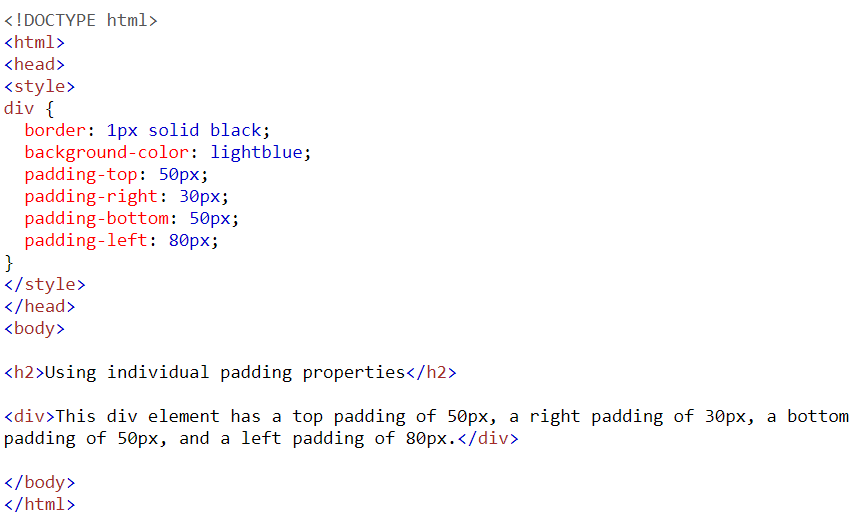 <!DOCTYPE html>
<html>
<head>
<style>
div {
  border: 1px solid black;
  background-color: lightblue;
  padding-top: 50px;
  padding-right: 30px;
  padding-bottom: 50px;
  padding-left: 80px;
}
</style>
</head>
<body>

<h2>Using individual padding properties</h2>

<div>This div element has a top padding of 50px, a right padding of 30px, a bottom
padding of 50px, and a left padding of 80px.</div>

</body>
</html>